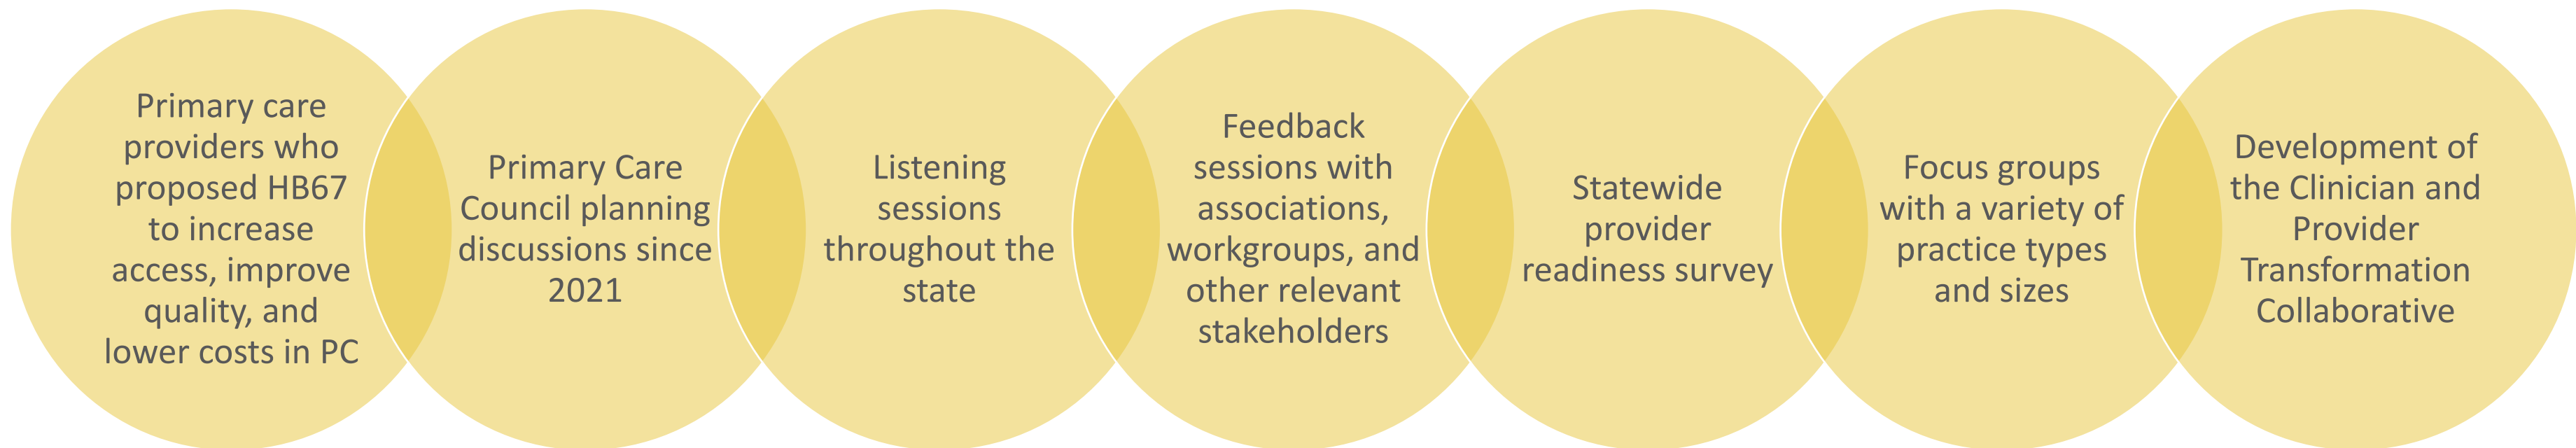 Primary care
providers who
proposed HB67
to increase
access, improve
quality, and
lower costs in PC
Primary Care
Council planning
discussions since
2021
Listening
sessions
throughout the
state
Feedback
sessions with
associations,
workgroups, and
other relevant
stakeholders
Statewide
provider
readiness survey
Focus groups
with a variety of
practice types
and sizes
Development of
the Clinician and
Provider
Transformation
Collaborative